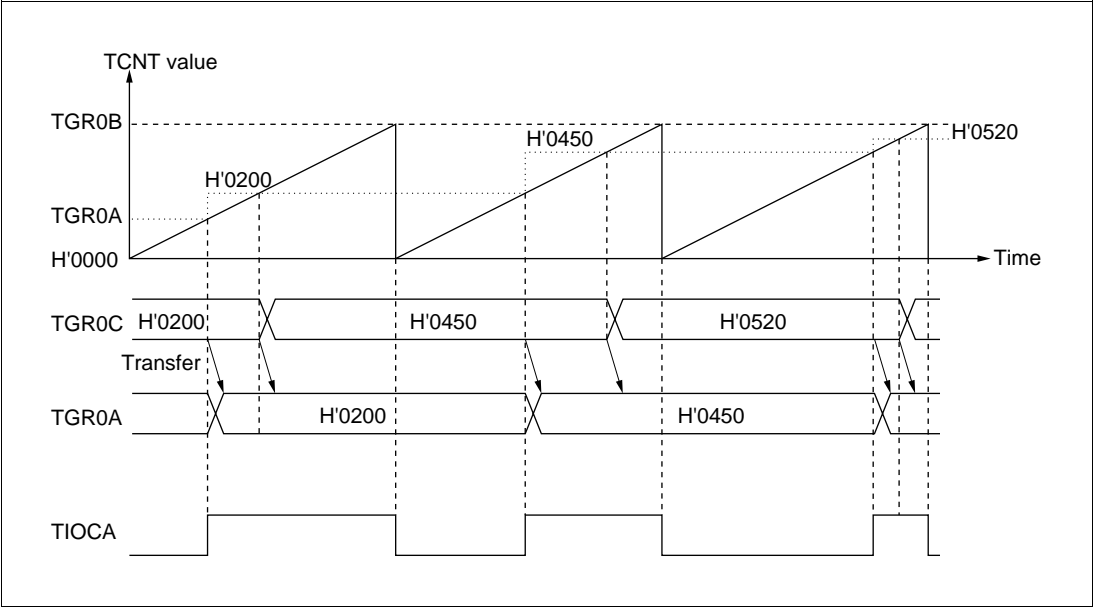 TCNT value
TGR0B
H'0450
H'0520
H'0200
TGR0A
H'0000
Time
TGR0C
H'0200
H'0450
H'0520
Transfer
TGR0A
H'0200
H'0450
TIOCA